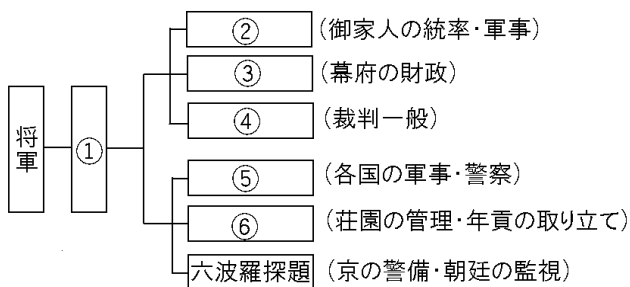 ② (御家人の統率・軍事)
③ (幕府の財政)
④ (裁判一般)
将軍 ①
⑤ (各国の軍事・警察)
⑥ (荘園の管理・年貢の取り立て)
六波羅探題 (京の警備・朝廷の監視)